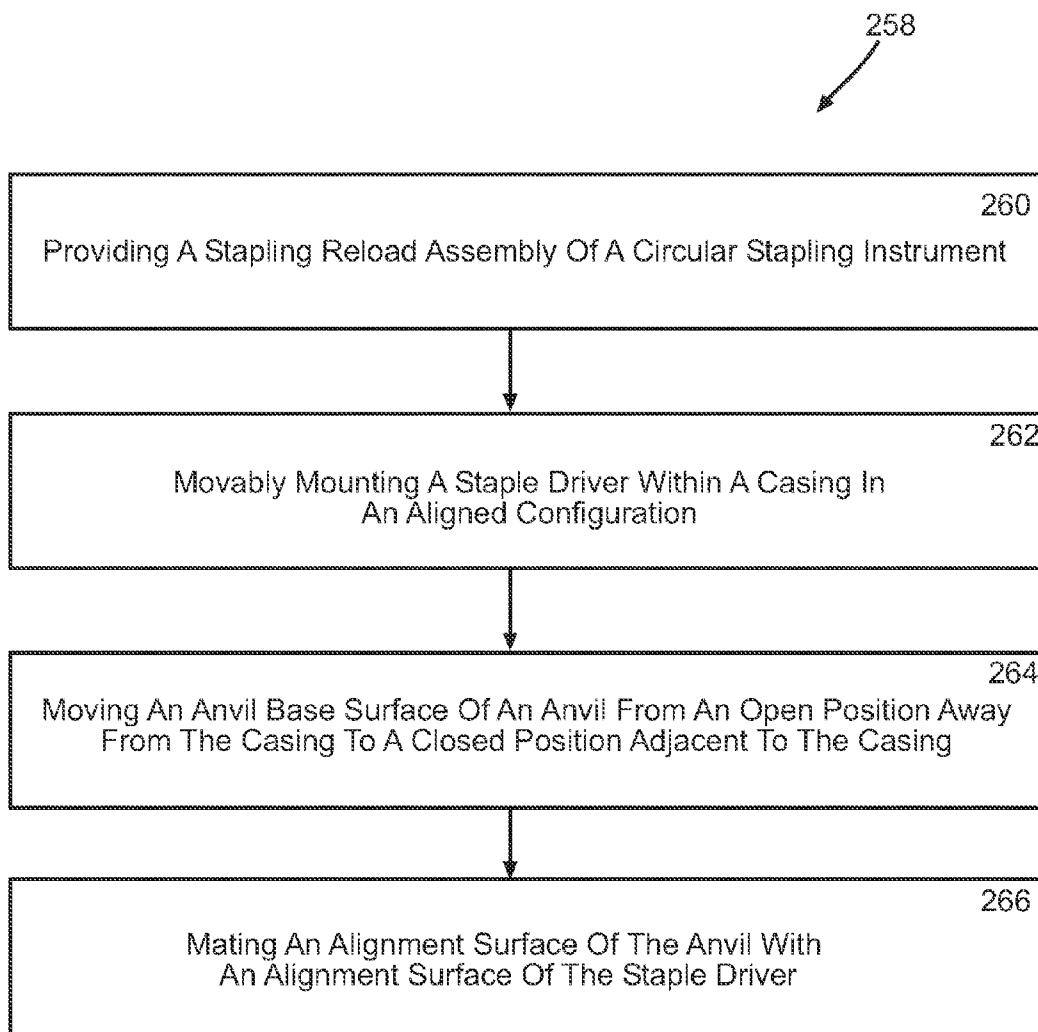 258
260
Providing A Stapling Reload Assembly Of A Circular Stapling Instrument
262
Movably Mounting A Staple Driver Within A Casing In
An Aligned Configuration
264
Moving An Anvil Base Surface Of An Anvil From An Open Position Away
From The Casing To A Closed Position Adjacent To The Casing
266
Mating An Alignment Surface Of The Anvil With
An Alignment Surface Of The Staple Driver